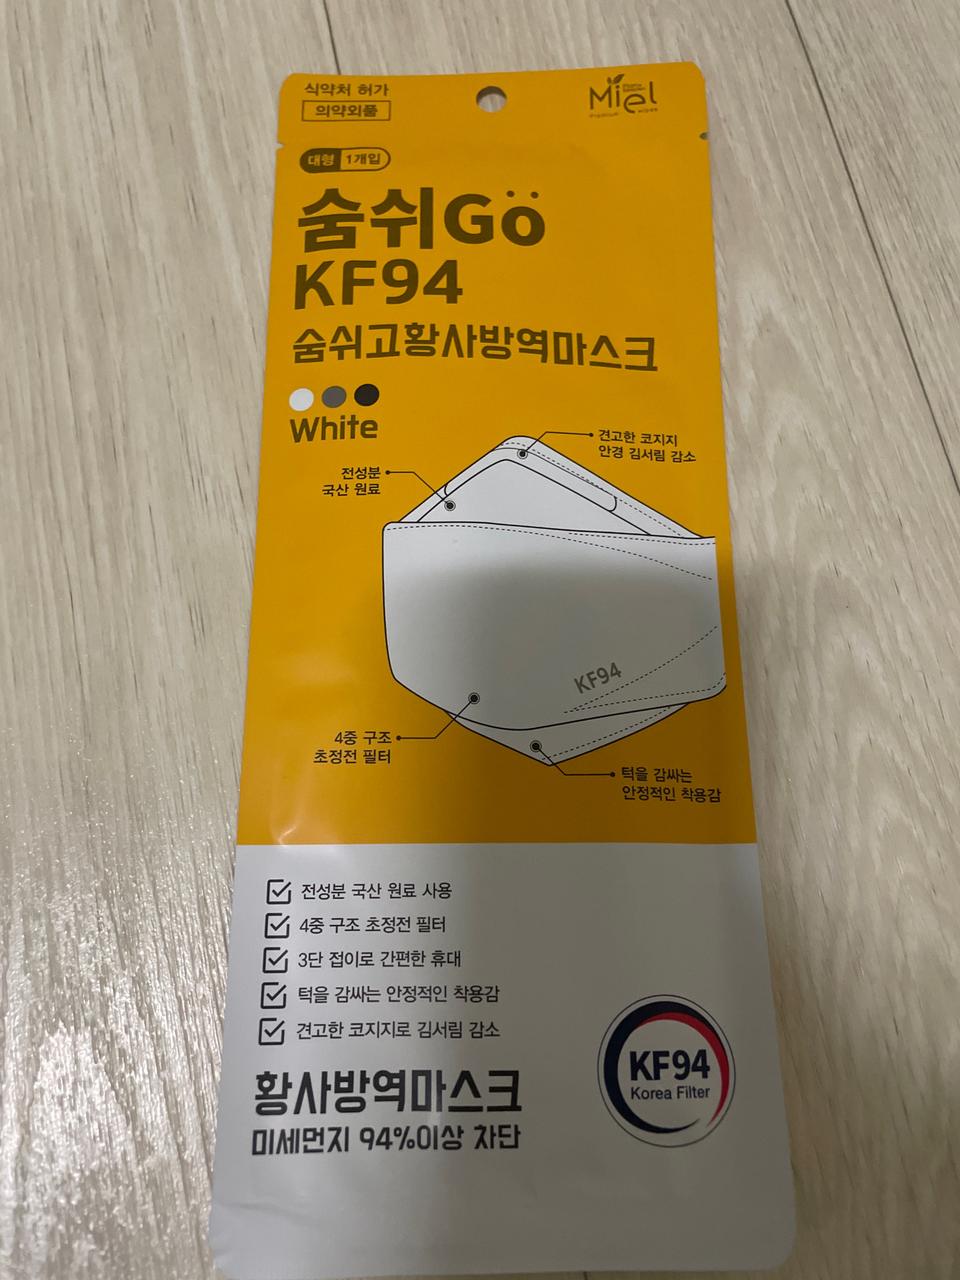 식약처 허가
의약외품
Miel
대형 1개입
숨쉬Go
KF94
숨쉬고황사방역마스크
White
견고한 코지지
안경 김서림 감소
전성분
국산 원료
KF94
4중 구조
초정전 필터
턱을 감싸는
안정적인 착용감
전성분 국산 원료 사용
4중 구조 초정전 필터
3단 접이로 간편한 휴대
턱을 감싸는 안정적인 착용감
견고한 코지지로 김서림 감소
황사방역마스크
미세먼지 94%이상 차단
KF94
Korea Filter